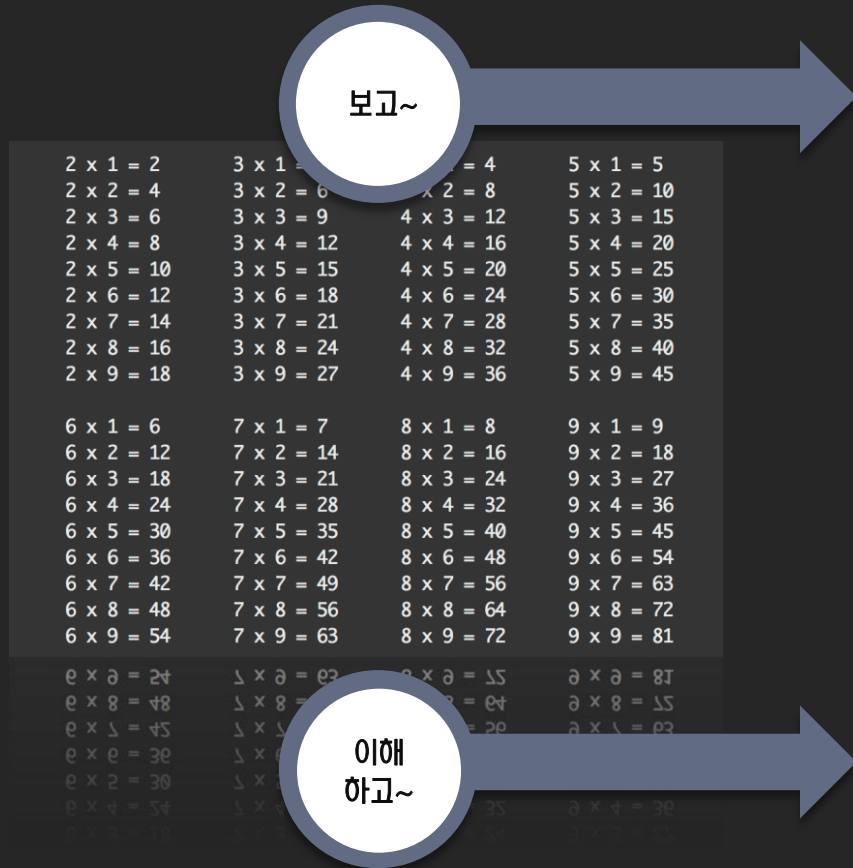 보고~
2 x 1 = 2 3 x 1 = 4 5 x 1 = 5
2 x 2 = 4 3 x 2 = 6 x 2 = 8 5 x 2 = 10
2 x 3 = 6 3 x 3 = 9 4 x 3 = 12 5 x 3 = 15
2 x 4 = 8 3 x 4 = 12 4 x 4 = 16 5 x 4 = 20
2 x 5 = 10 3 x 5 = 15 4 x 5 = 20 5 x 5 = 25
2 x 6 = 12 3 x 6 = 18 4 x 6 = 24 5 x 6 = 30
2 x 7 = 14 3 x 7 = 21 4 x 7 = 28 5 x 7 = 35
2 x 8 = 16 3 x 8 = 24 4 x 8 = 32 5 x 8 = 40
2 x 9 = 18 3 x 9 = 27 4 x 9 = 36 5 x 9 = 45
6 x 1 = 6 7 x 1 = 7 8 x 1 = 8 9 x 1 = 9
6 x 2 = 12 7 x 2 = 14 8 x 2 = 16 9 x 2 = 18
6 x 3 = 18 7 x 3 = 21 8 x 3 = 24 9 x 3 = 27
6 x 4 = 24 7 x 4 = 28 8 x 4 = 32 9 x 4 = 36
6 x 5 = 30 7 x 5 = 35 8 x 5 = 40 9 x 5 = 45
6 x 6 = 36 7 x 6 = 42 8 x 6 = 48 9 x 6 = 54
6 x 7 = 42 7 x 7 = 49 8 x 7 = 56 9 x 7 = 63
6 x 8 = 48 7 x 8 = 56 8 x 8 = 64 9 x 8 = 72
6 x 9 = 54 7 x 9 = 63 8 x 9 = 72 9 x 9 = 81
이해
하고~